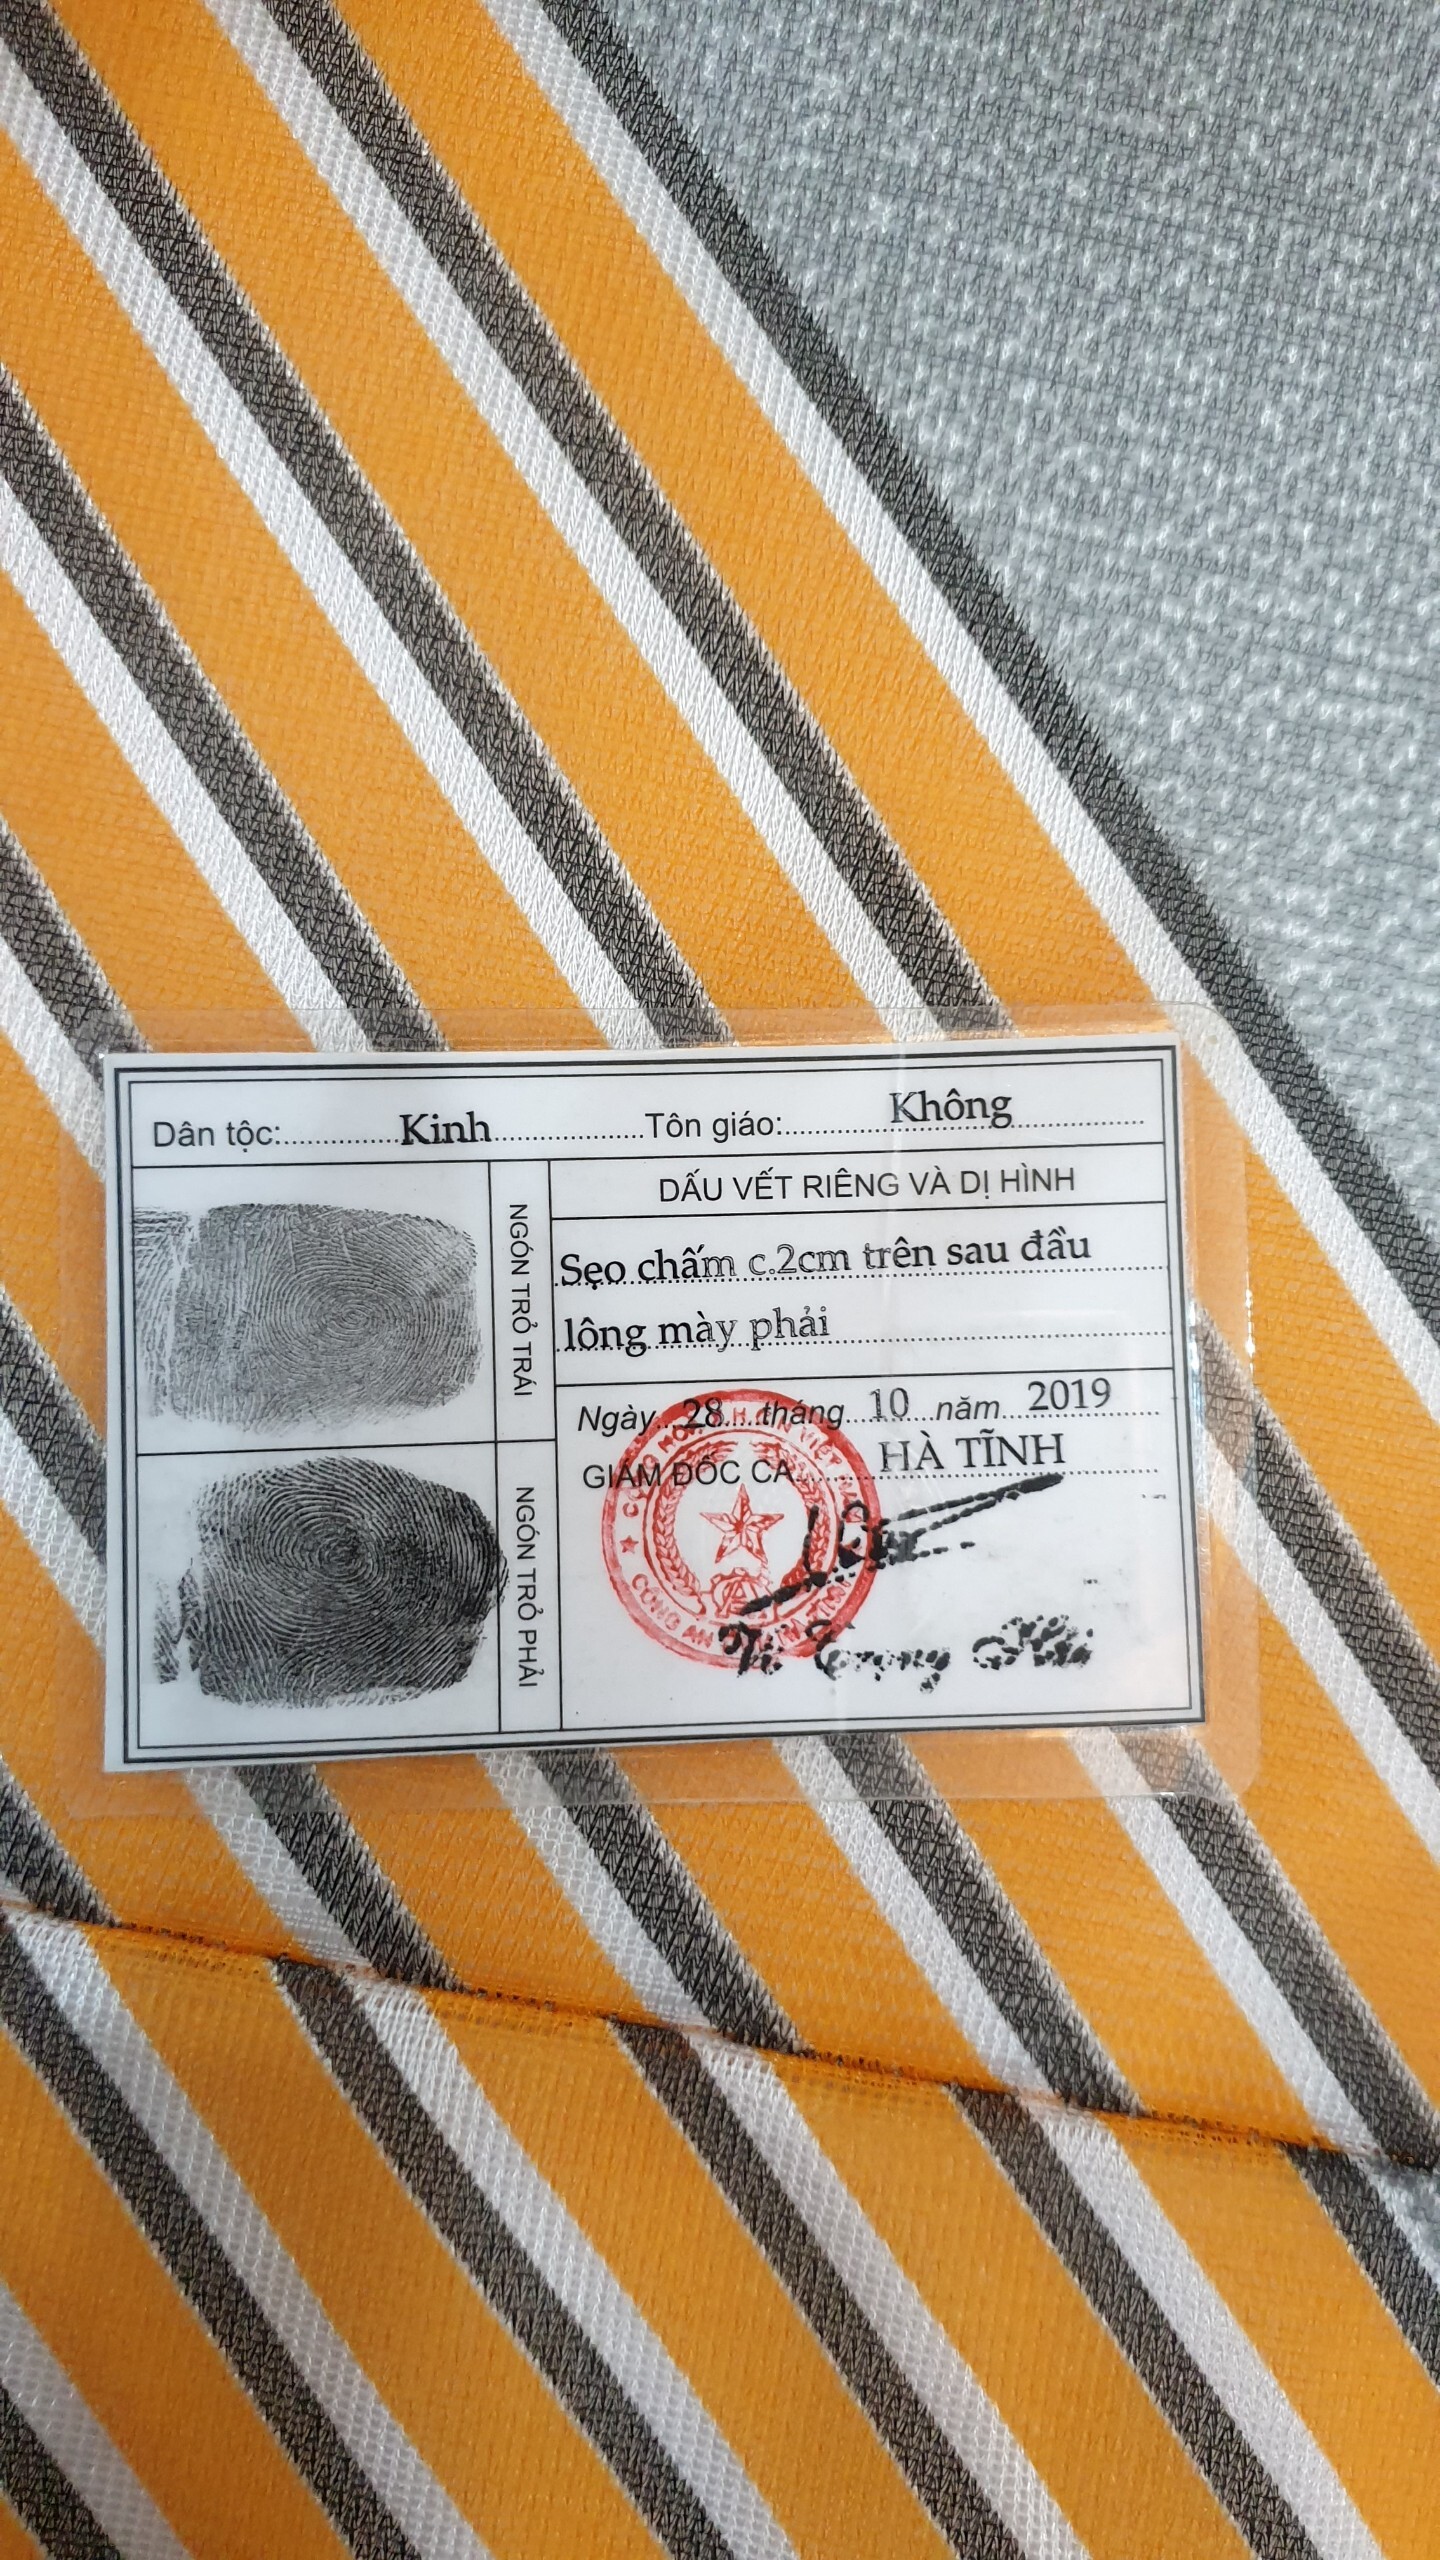 Dân tộc: Kinh Tôn giáo: Không
NGÓN TRỎ TRÁI
DẤU VẾT RIÊNG VÀ DỊ HÌNH
Sẹo chấm c.2cm trên sau đầu
lông mày phải
Ngày 28 tháng 10 năm 2019
GIÁM ĐỐC CA HÀ TĨNH
NGÓN TRỎ PHẢI
CÔNG AN